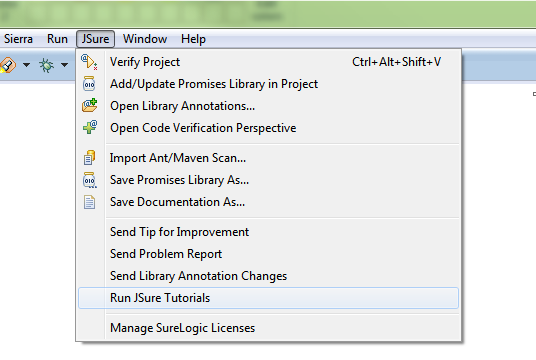 Sierra Run JSure Window Help
Verify Project Ctrl+Alt+Shift+V
Add/Update Promises Library in Project
Open Library Annotations...
Open Code Verification Perspective
Import Ant/Maven Scan...
Save Promises Library As...
Save Documentation As...
Send Tip for Improvement
Send Problem Report
Send Library Annotation Changes
Run JSure Tutorials
Manage SureLogic Licenses